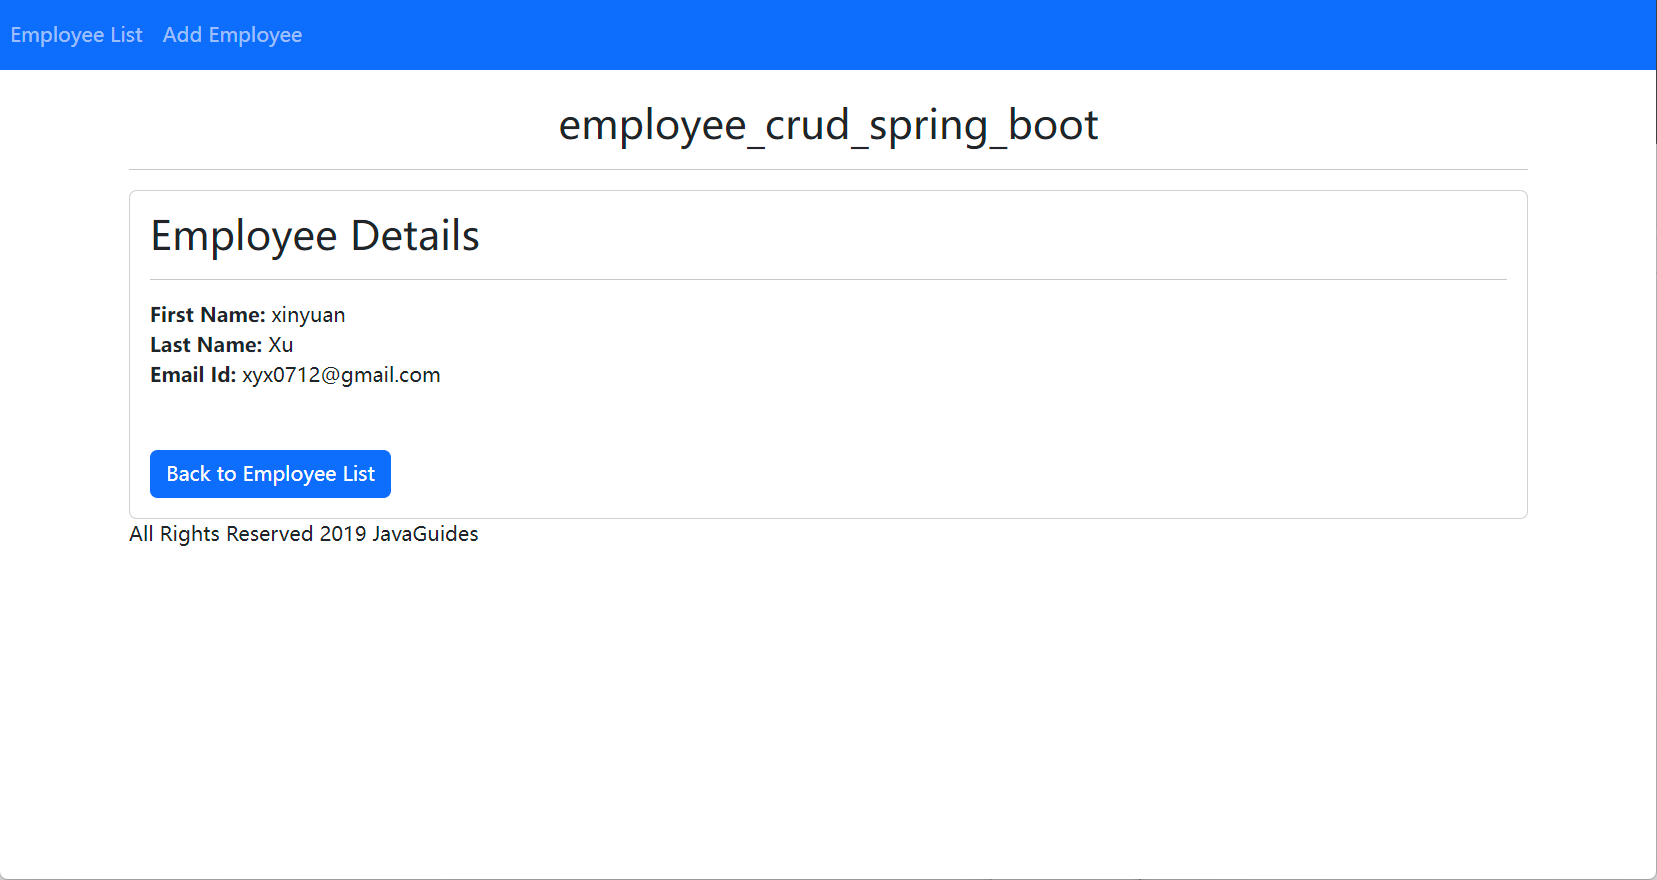 Employee List Add Employee
employee_crud_spring_boot
Employee Details
First Name: xinyuan
Last Name: Xu
Email Id: xyx0712@gmail.com
Back to Employee List
All Rights Reserved 2019 JavaGuides